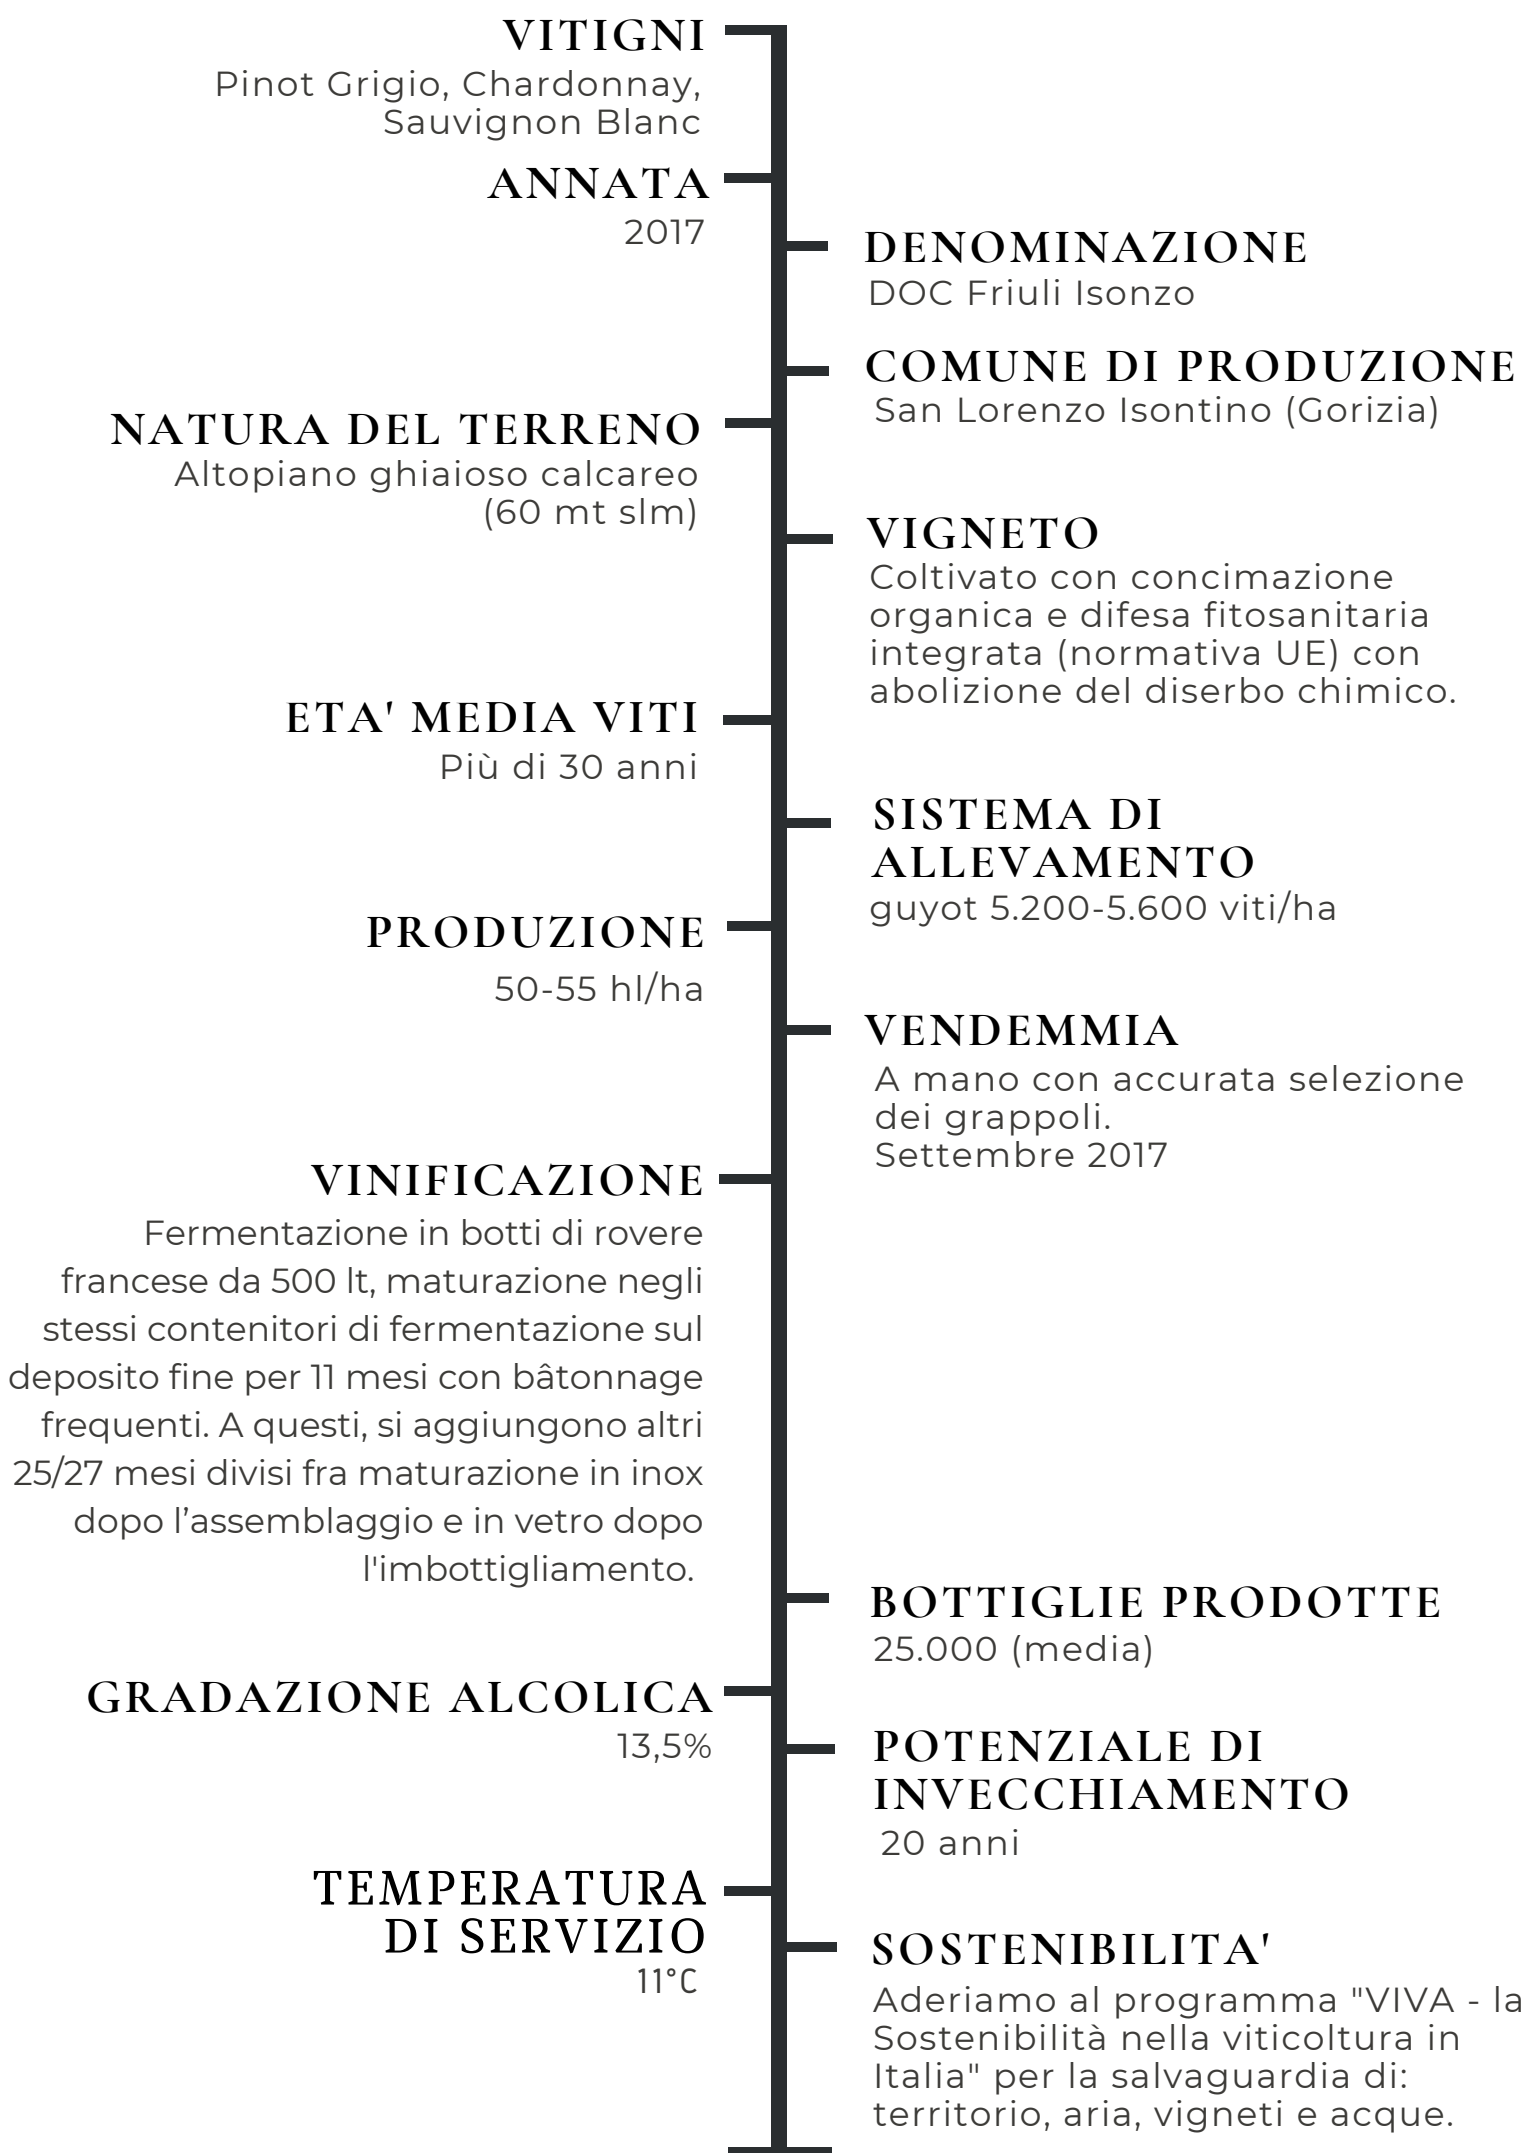 VITIGNI
Pinot Grigio, Chardonnay,
Sauvignon Blanc
ANNATA
2017
DENOMINAZIONE
DOC Friuli Isonzo
COMUNE DI PRODUZIONE
San Lorenzo Isontino (Gorizia)
NATURA DEL TERRENO
Altopiano ghiaioso calcareo
(60 mt slm)
VIGNETO
Coltivato con concimazione
organica e difesa fitosanitaria
integrata (normativa UE) con
abolizione del diserbo chimico.
ETA' MEDIA VITI
Più di 30 anni
SISTEMA DI
ALLEVAMENTO
guyot 5.200-5.600 viti/ha
PRODUZIONE
50-55 hl/ha
VENDEMMIA
A mano con accurata selezione
dei grappoli.
Settembre 2017
VINIFICAZIONE
Fermentazione in botti di rovere
francese da 500 lt, maturazione negli
stessi contenitori di fermentazione sul
deposito fine per 11 mesi con bâtonnage
frequenti. A questi, si aggiungono altri
25/27 mesi divisi fra maturazione in inox
dopo l’assemblaggio e in vetro dopo
l'imbottigliamento.
BOTTIGLIE PRODOTTE
25.000 (media)
GRADAZIONE ALCOLICA
13,5%
POTENZIALE DI
INVECCHIAMENTO
20 anni
TEMPERATURA
DI SERVIZIO
11°C
SOSTENIBILITA'
Aderiamo al programma "VIVA - la
Sostenibilità nella viticoltura in
Italia" per la salvaguardia di:
territorio, aria, vigneti e acque.